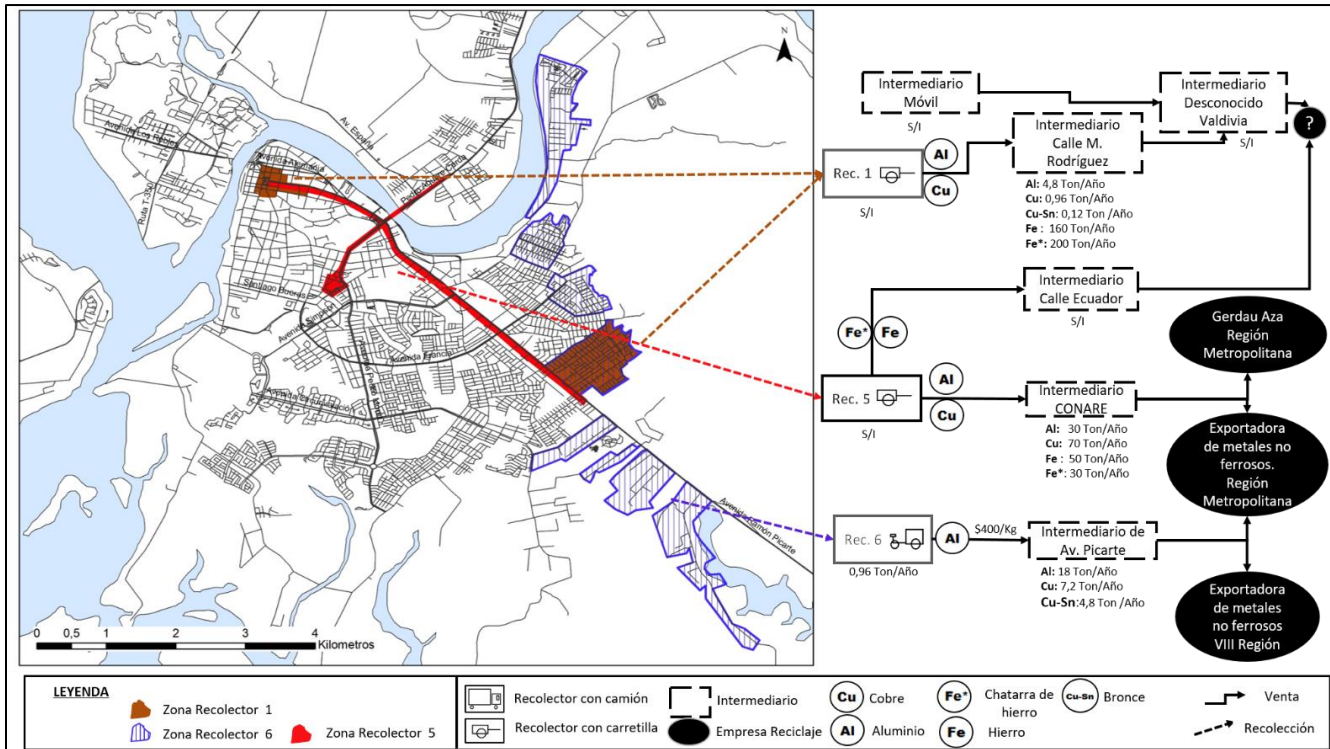 N
Avenida Los Robles
Ruta T-350
Av. España
Avenida Alemania
Pedro Aguirre Cerda
Santiago Bueras
Avenida Simpson
Avenida Francia
Avenida Circunvalación
Avenida Ramón Picarte
0 0,5 1 2 3 4
Kilometros
Intermediario
Móvil
S/I
Intermediario
Desconocido
Valdivia
S/I
?
Rec. 1
S/I
Al
Cu
Intermediario
Calle M.
Rodríguez
Al: 4,8 Ton/Año
Cu: 0,96 Ton/Año
Cu-Sn: 0,12 Ton /Año
Fe : 160 Ton/Año
Fe*: 200 Ton/Año
Intermediario
Calle Ecuador
S/I
Fe* Fe
Rec. 5
S/I
Al
Cu
Intermediario
CONARE
Al: 30 Ton/Año
Cu: 70 Ton/Año
Fe : 50 Ton/Año
Fe*: 30 Ton/Año
Gerdau Aza
Región
Metropolitana
Exportadora
de metales no
ferrosos.
Región
Metropolitana
Rec. 6
0,96 Ton/Año
Al
$400/Kg
Intermediario de
Av. Picarte
Al: 18 Ton/Año
Cu: 7,2 Ton/Año
Cu-Sn:4,8 Ton /Año
Exportadora
de metales
no ferrosos
VIII Región
LEYENDA
Zona Recolector 1
Zona Recolector 6
Zona Recolector 5
Recolector con camión
Recolector con carretilla
Intermediario
Empresa Reciclaje
Cu Cobre
Al Aluminio
Fe* Chatarra de
hierro
Fe Hierro
Cu-Sn Bronce
Venta
Recolección